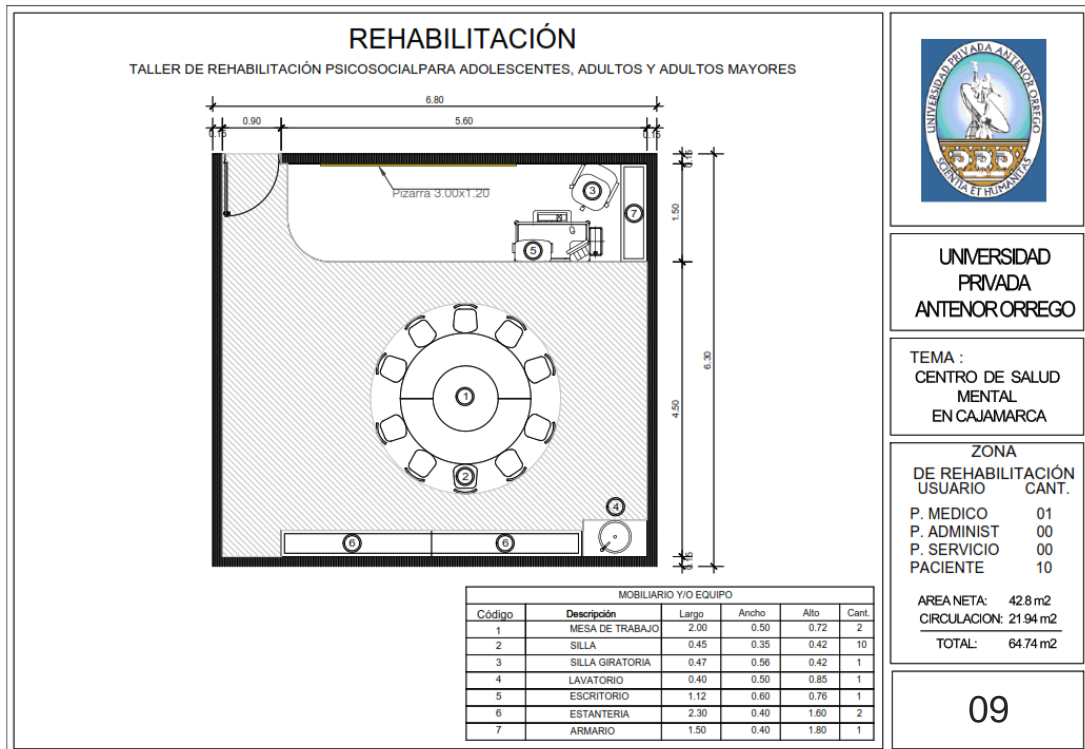 REHABILITACIÓN
TALLER DE REHABILITACIÓN PSICOSOCIALPARA ADOLESCENTES, ADULTOS Y ADULTOS MAYORES
6.80
0.15 0.90 5.60 0.15
0.15
Pizarra 3.00x1.20
3
7
5
1.50
6.30
1
4.50
2
4
6 6
0.15
MOBILIARIO Y/O EQUIPO
Código Descripción Largo Ancho Alto Cant.
1 MESA DE TRABAJO 2.00 0.50 0.72 2
2 SILLA 0.45 0.35 0.42 10
3 SILLA GIRATORIA 0.47 0.56 0.42 1
4 LAVATORIO 0.40 0.50 0.85 1
5 ESCRITORIO 1.12 0.60 0.76 1
6 ESTANTERIA 2.30 0.40 1.60 2
7 ARMARIO 1.50 0.40 1.80 1
UNIVERSIDAD PRIVADA ANTENOR ORREGO
SCIENTIA ET HUMANITAS
UNIVERSIDAD
PRIVADA
ANTENOR ORREGO
TEMA :
CENTRO DE SALUD
MENTAL
EN CAJAMARCA
ZONA
DE REHABILITACIÓN
USUARIO CANT.
P. MEDICO 01
P. ADMINIST 00
P. SERVICIO 00
PACIENTE 10
AREA NETA: 42.8 m2
CIRCULACION: 21.94 m2
TOTAL: 64.74 m2
09